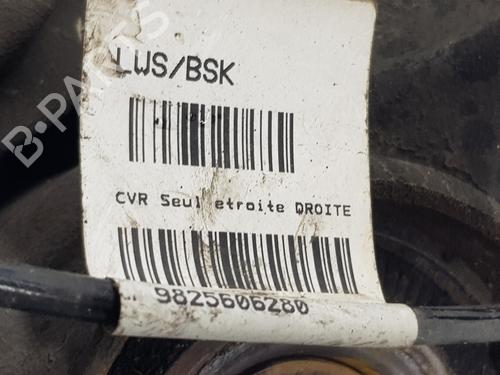 LWS/BSK
CVR Seul etroite DROITE
9825606280
B-PARTS